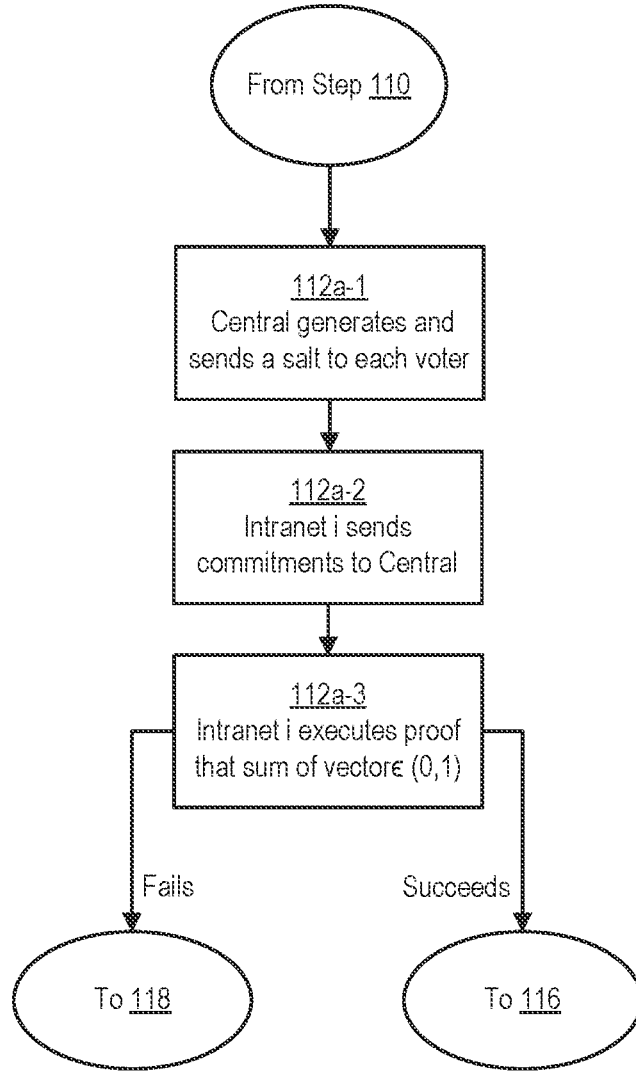 From Step 110
112a-1
Central generates and
sends a salt to each voter
112a-2
Intranet i sends
commitments to Central
112a-3
Intranet i executes proof
that sum of vectorϵ (0,1)
Fails
Succeeds
To 118
To 116